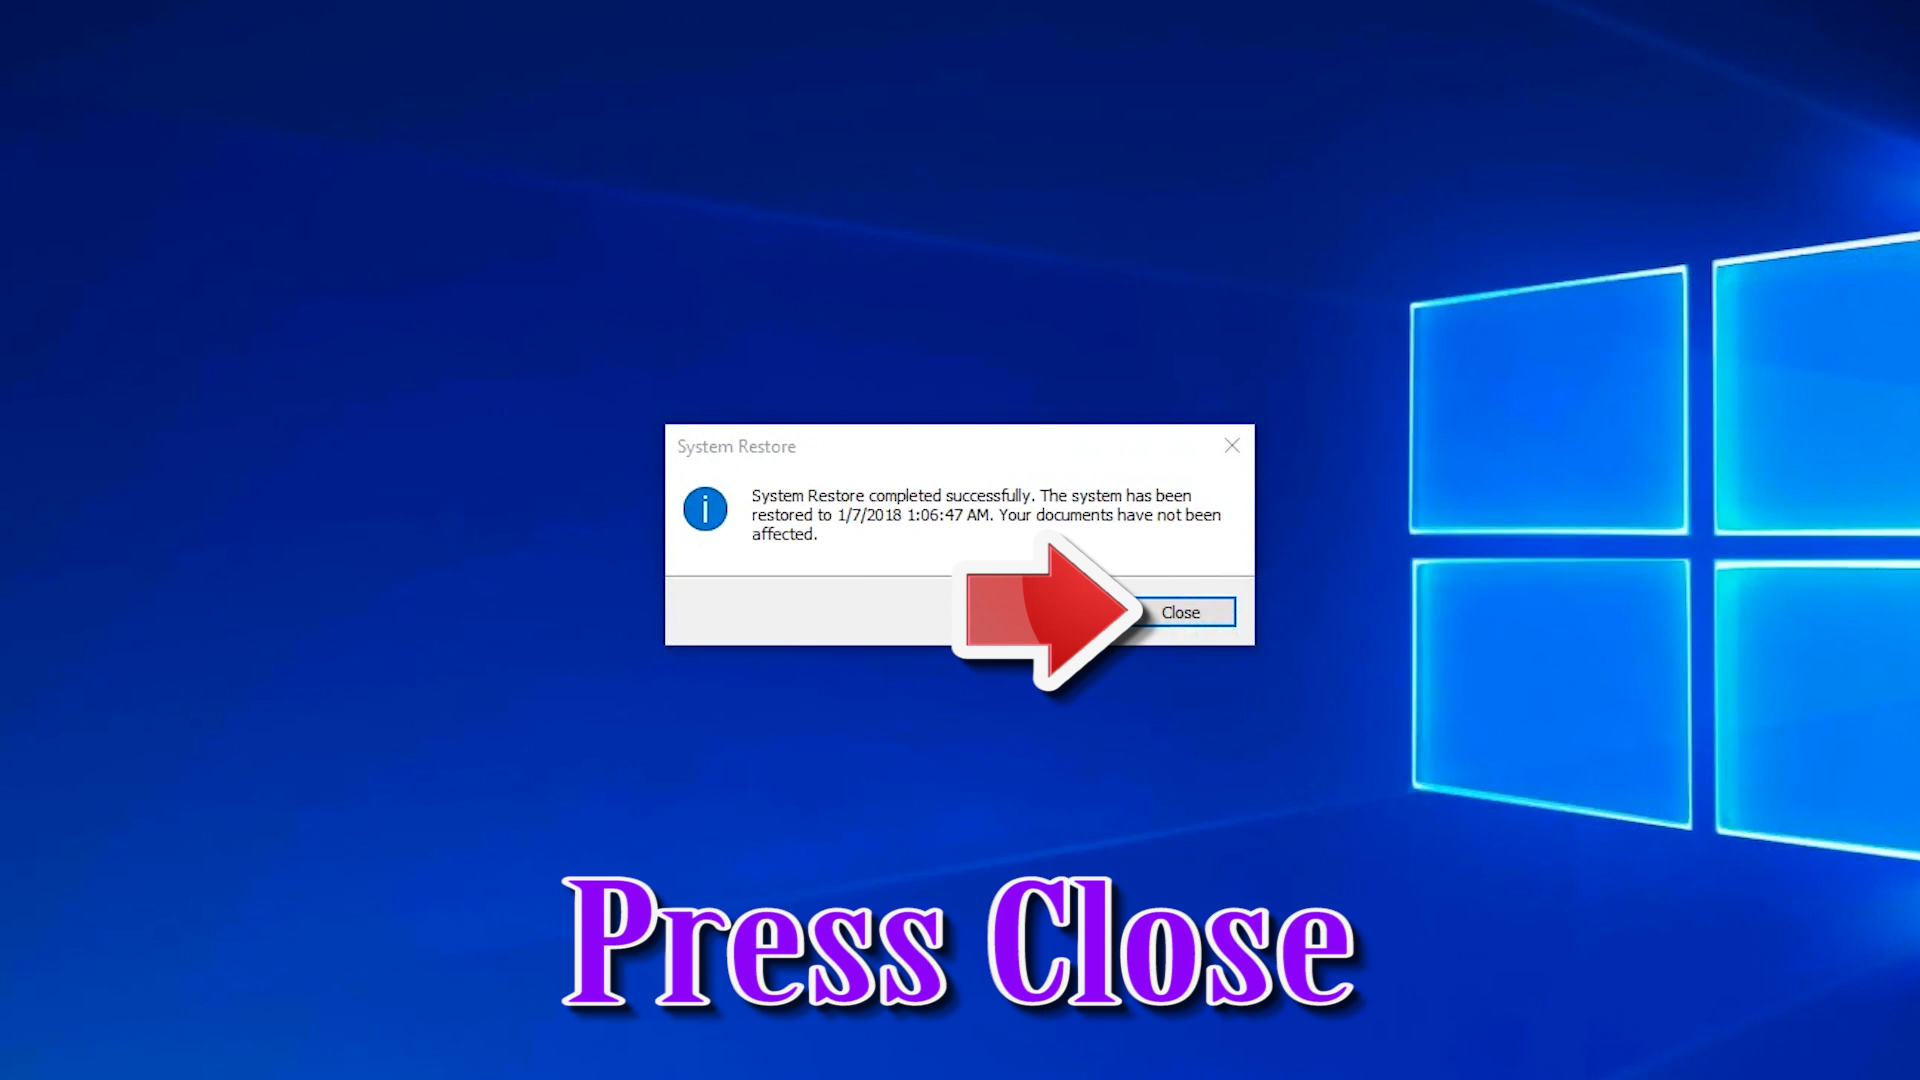 System Restore
System Restore completed successfully. The system has been
restored to 1/7/2018 1:06:47 AM. Your documents have not been
affected.
Close
Press Close